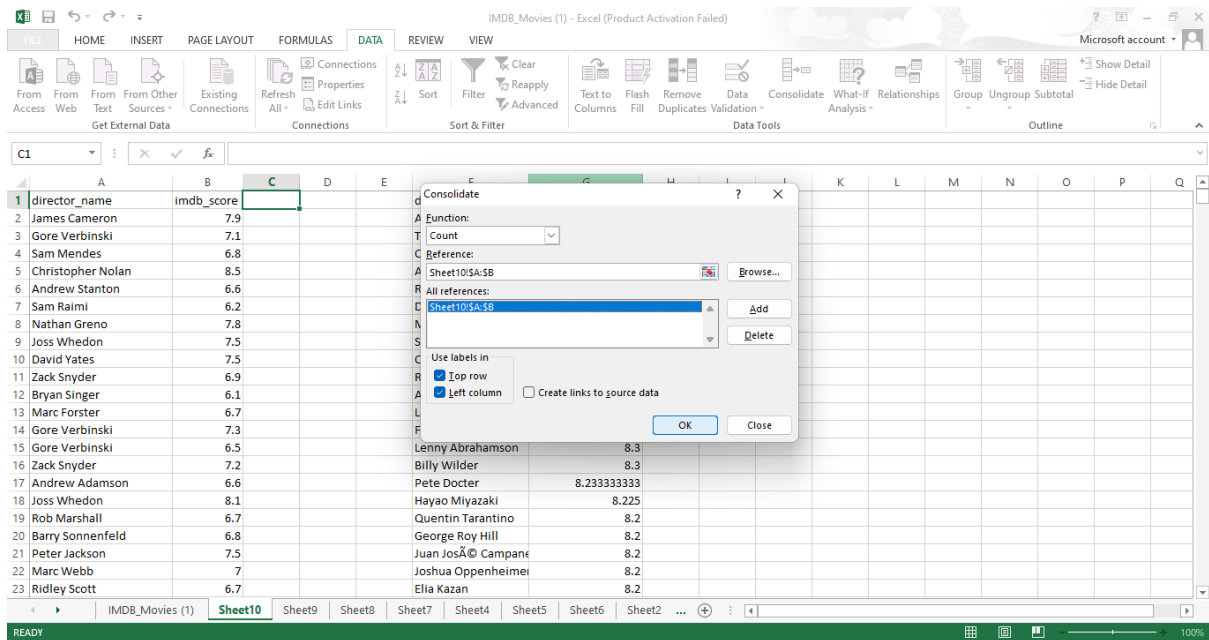 IMDB_Movies (1) - Excel (Product Activation Failed)
FILE HOME INSERT PAGE LAYOUT FORMULAS DATA REVIEW VIEW Microsoft account
From Access From Web From Text From Other Sources Existing Connections Refresh All Connections Properties Edit Links Sort Filter Clear Reapply Advanced Text to Columns Flash Fill Remove Duplicates Data Validation Consolidate What-If Analysis Relationships Group Ungroup Subtotal Show Detail Hide Detail
Get External Data Connections Sort & Filter Data Tools Outline
C1 fx
A B C D E F G H I J K L M N O P Q
1 director_name imdb_score d
2 James Cameron 7.9 A
3 Gore Verbinski 7.1 T
4 Sam Mendes 6.8 C
5 Christopher Nolan 8.5 A
6 Andrew Stanton 6.6 R
7 Sam Raimi 6.2 D
8 Nathan Greno 7.8
9 Joss Whedon 7.5 S
10 David Yates 7.5 C
11 Zack Snyder 6.9 R
12 Bryan Singer 6.1 A
13 Marc Forster 6.7 L
14 Gore Verbinski 7.3 F
15 Gore Verbinski 6.5 Lenny Abrahamson 8.3
16 Zack Snyder 7.2 Billy Wilder 8.3
17 Andrew Adamson 6.6 Pete Docter 8.233333333
18 Joss Whedon 8.1 Hayao Miyazaki 8.225
19 Rob Marshall 6.7 Quentin Tarantino 8.2
20 Barry Sonnenfeld 6.8 George Roy Hill 8.2
21 Peter Jackson 7.5 Juan JosÃ© Campane 8.2
22 Marc Webb 7 Joshua Oppenheimer 8.2
23 Ridley Scott 6.7 Elia Kazan 8.2
Consolidate ?
Function:
Count
Reference:
Sheet10!$A:$B Browse...
All references:
Sheet10!$A:$B Add
Delete
Use labels in
Top row
Left column Create links to source data
OK Close
IMDB_Movies (1) Sheet10 Sheet9 Sheet8 Sheet7 Sheet4 Sheet5 Sheet6 Sheet2 ...
READY 100%